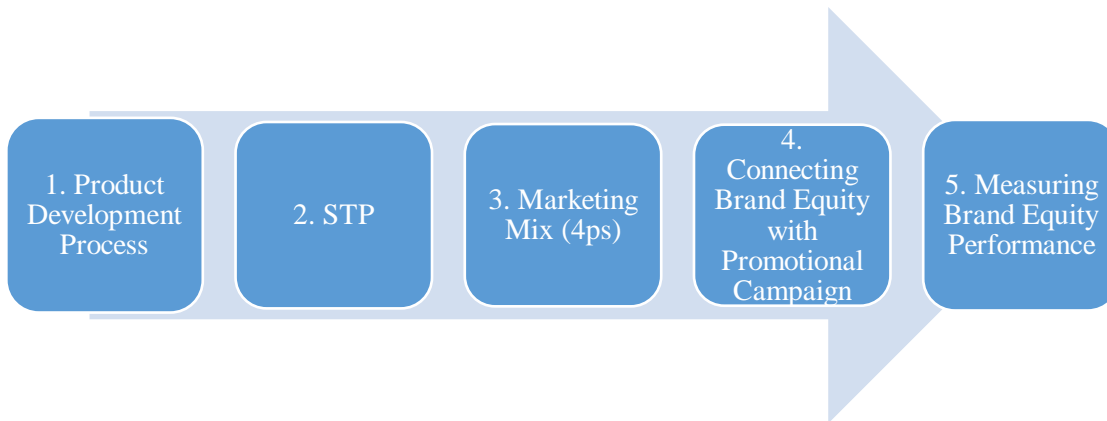 1. Product
Development
Process
2. STP
3. Marketing
Mix (4ps)
4.
Connecting
Brand Equity
with
Promotional
Campaign
5. Measuring
Brand Equity
Performance